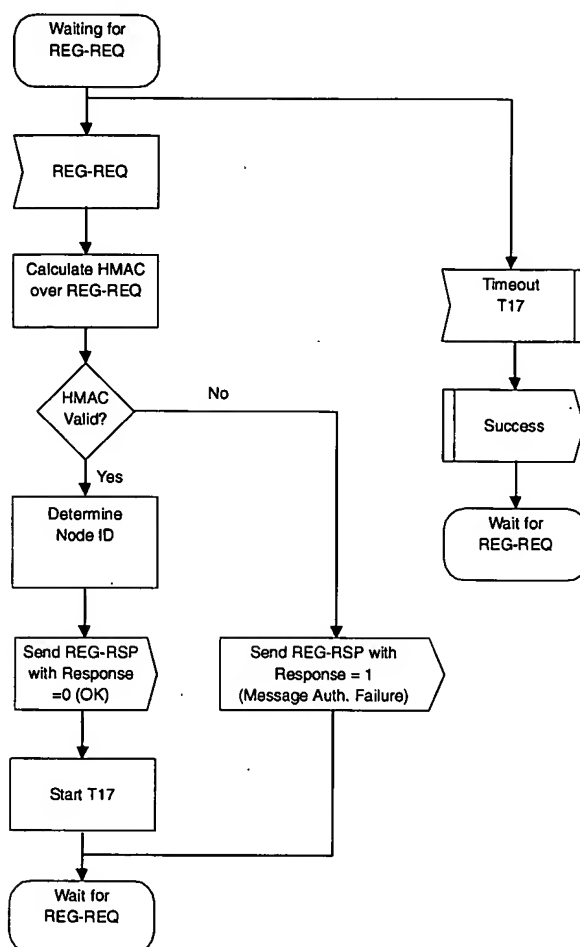 Waiting for
REG-REQ
REG-REQ
Calculate HMAC
over REG-REQ
Timeout
T17
HMAC
Valid?
No
Success
Yes
Determine
Node ID
Wait for
REG-REQ
Send REG-RSP
with Response
=0 (OK)
Send REG-RSP with
Response = 1
(Message Auth. Failure)
Start T17
Wait for
REG-REQ